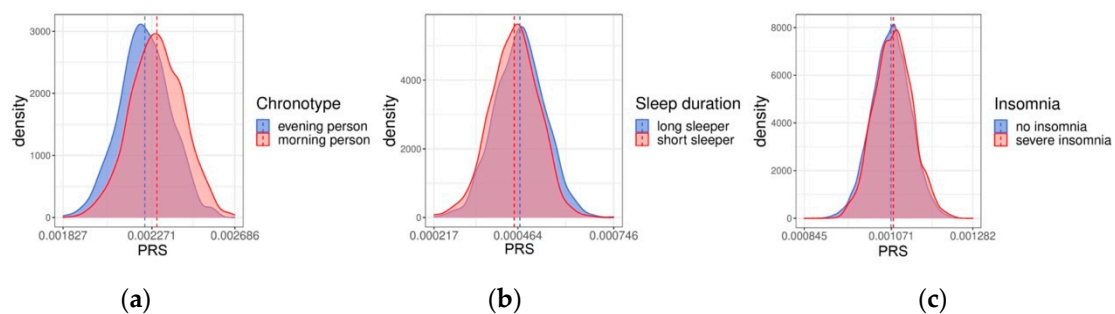 3000
2000
1000
0
density
0.001827
0.002271
0.002686
PRS
Chronotype
evening person
morning person
(a)
4000
2000
0
density
0.000217
0.000464
0.000746
PRS
Sleep duration
long sleeper
short sleeper
(b)
8000
6000
4000
2000
0
density
0.000845
0.001071
0.001282
PRS
Insomnia
no insomnia
severe insomnia
(c)